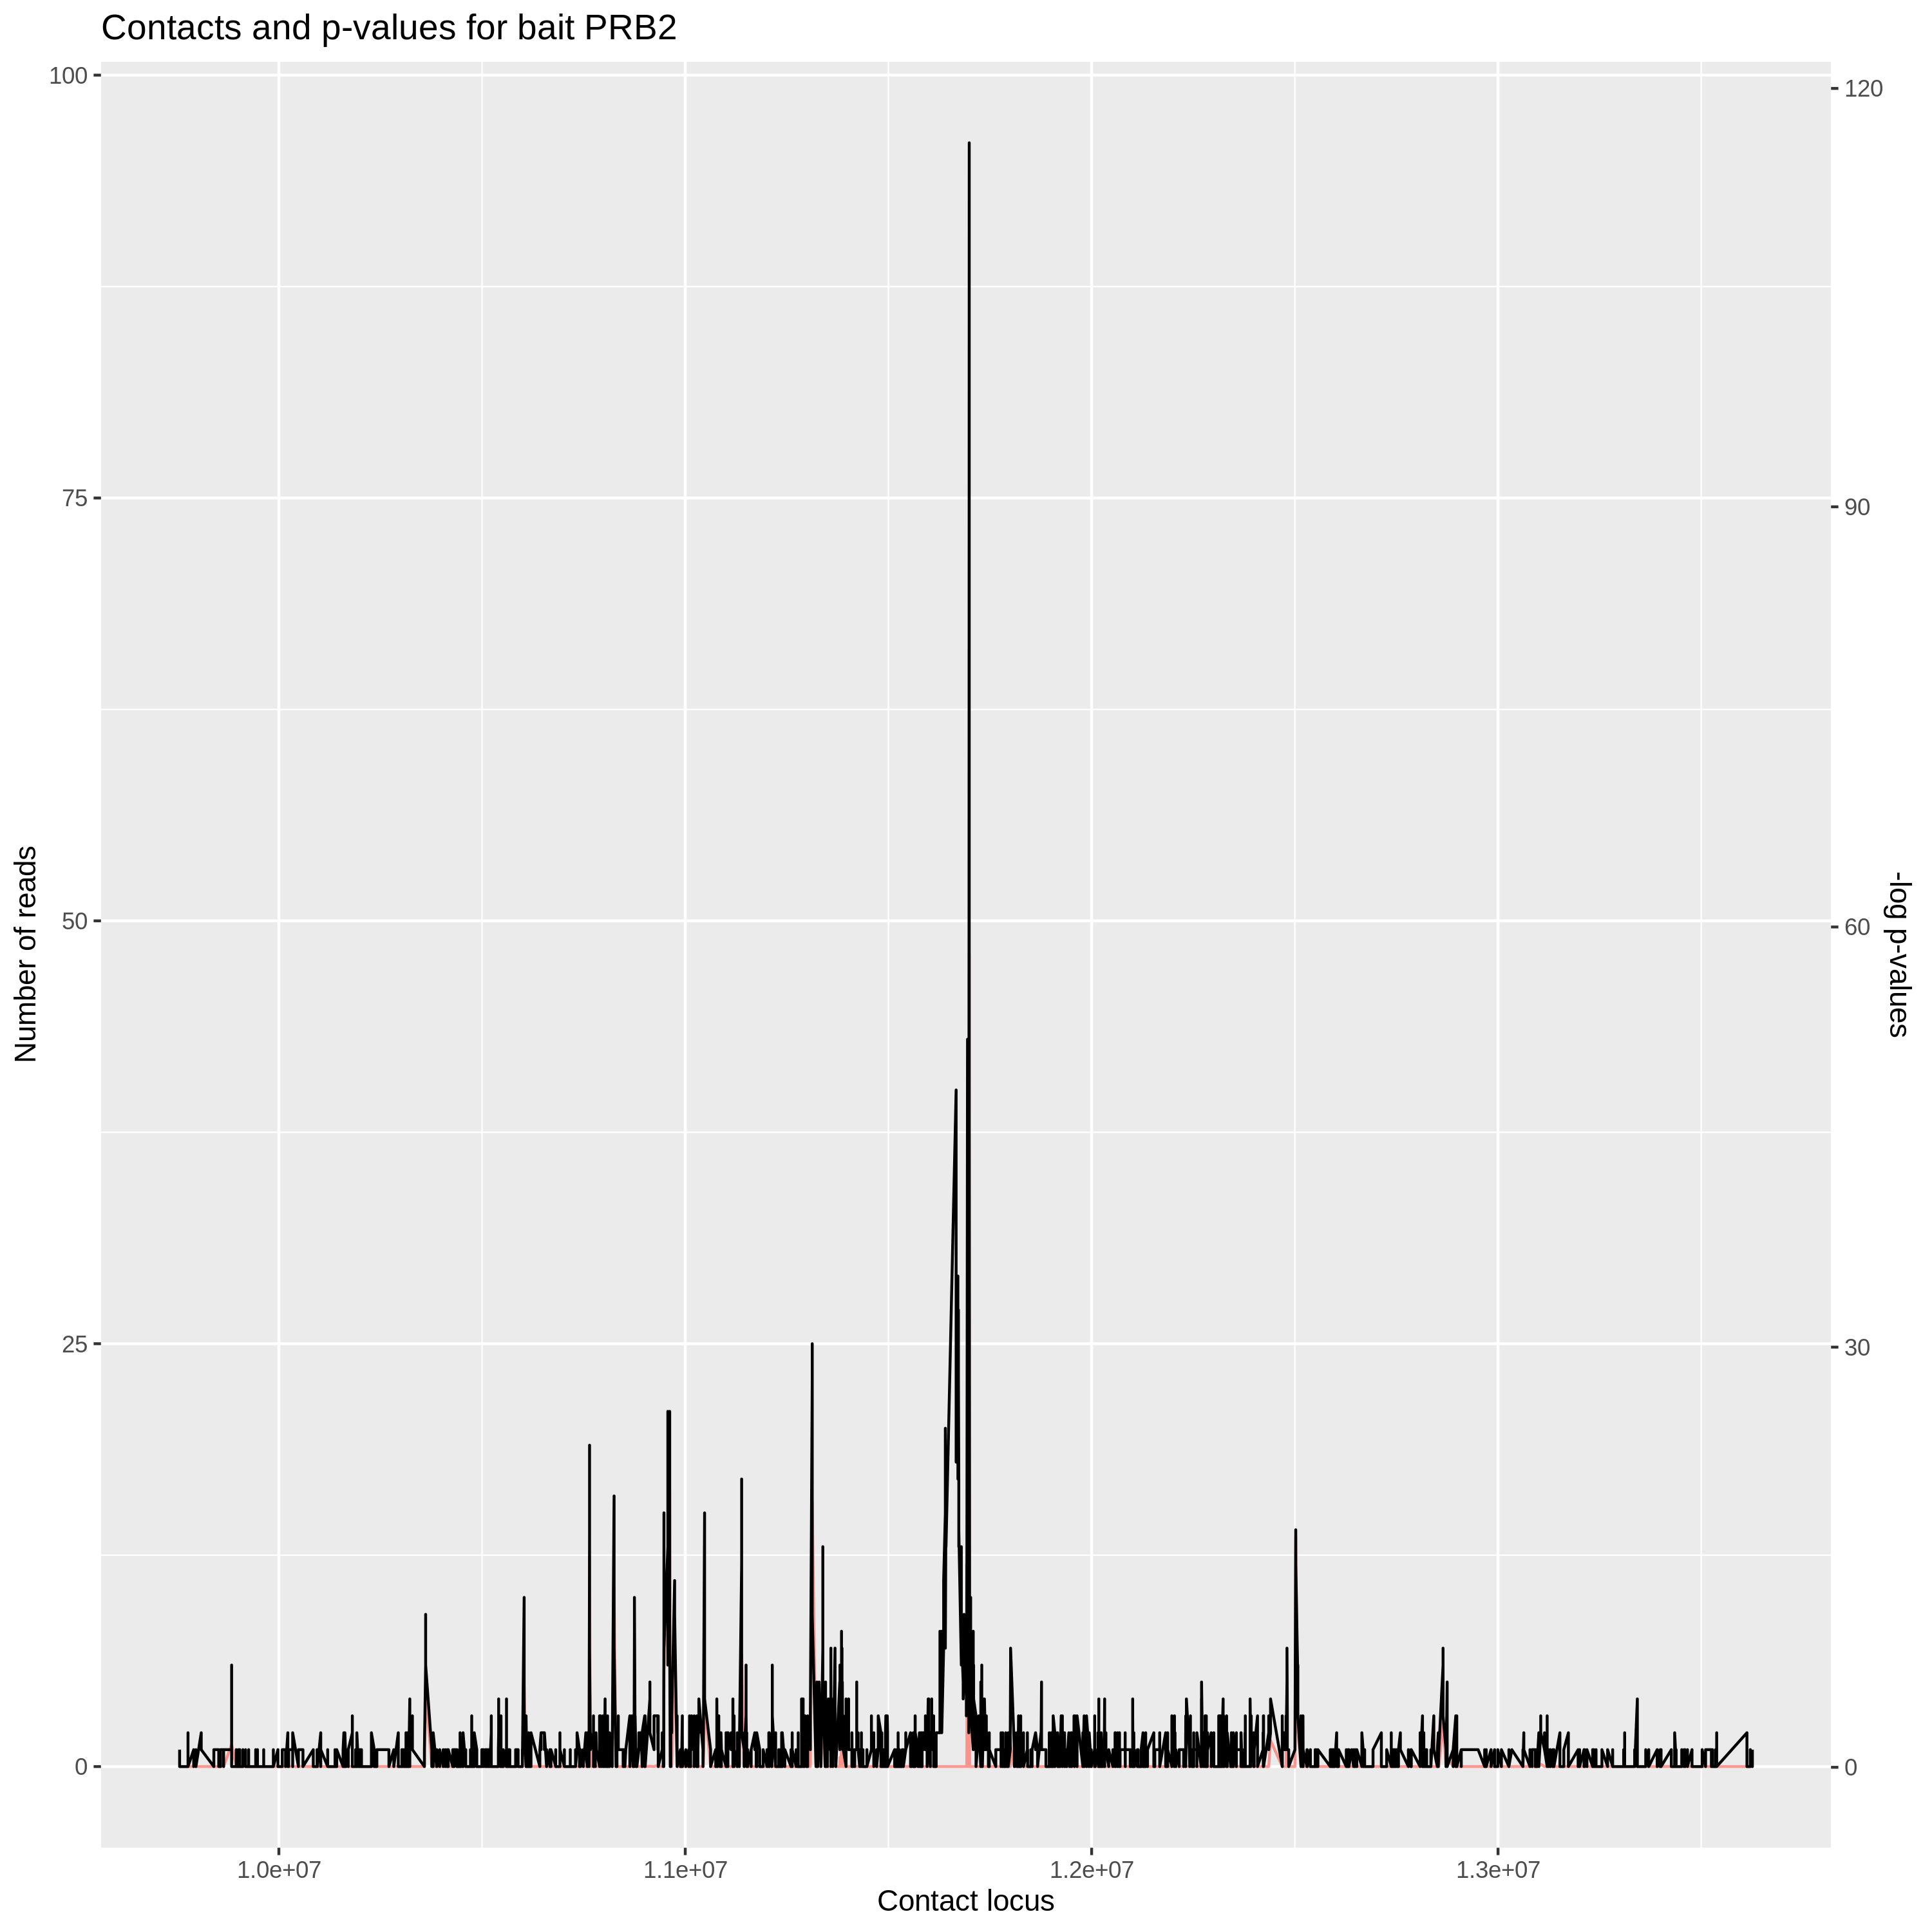 Contacts and p-values for bait PRB2
100
75
50
25
0
Number of reads
120
90
60
30
0
-log p-values
1.0e+07
1.1e+07
1.2e+07
1.3e+07
Contact locus